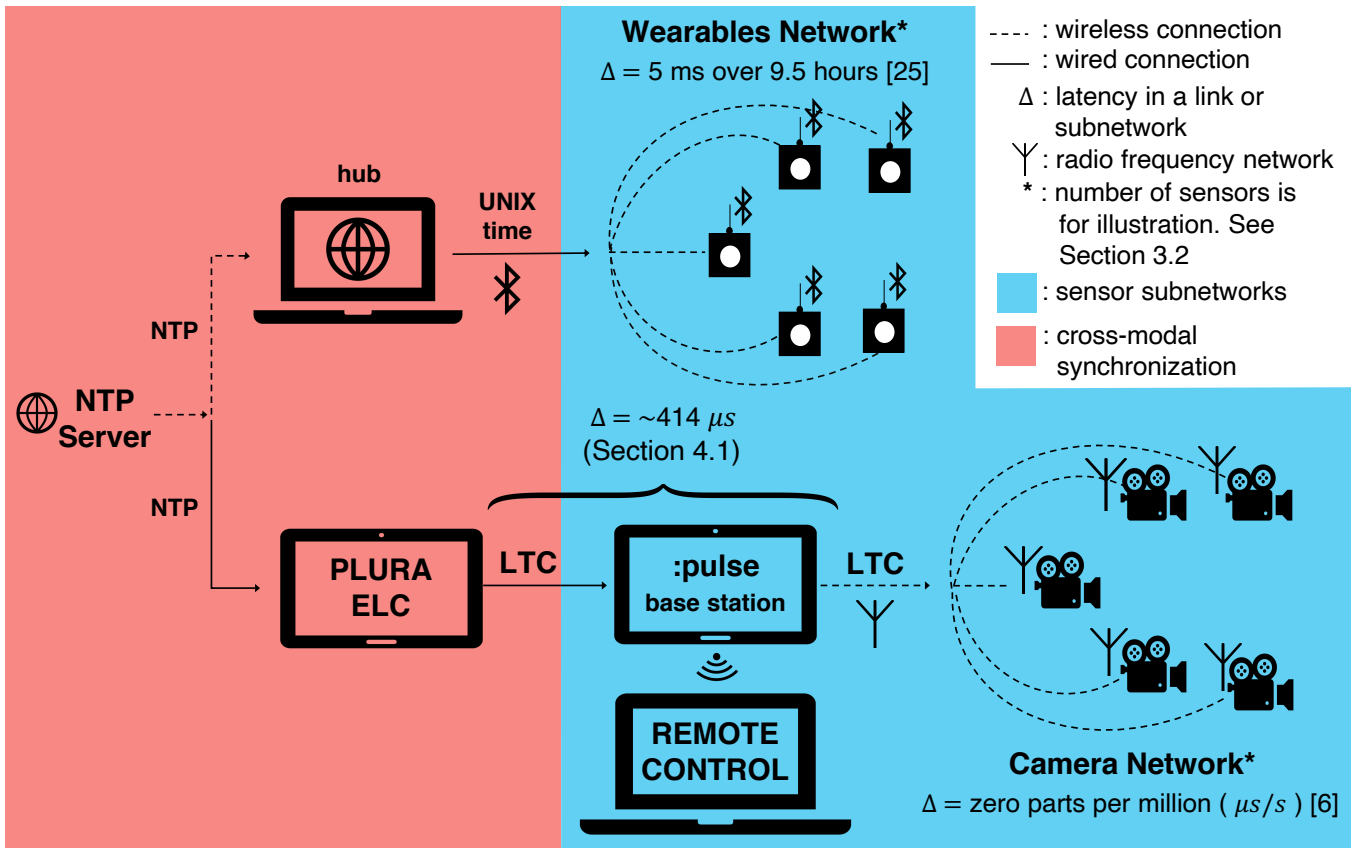 Wearables Network*
Δ = 5 ms over 9.5 hours [25]
: wireless connection
: wired connection
Δ : latency in a link or
subnetwork
: radio frequency network
* : number of sensors is
for illustration. See
Section 3.2
: sensor subnetworks
: cross-modal
synchronization
hub
UNIX
time
NTP
NTP
Server
NTP
Δ = ~414 μs
(Section 4.1)
PLURA
ELC
LTC
:pulse
base station
LTC
REMOTE
CONTROL
Camera Network*
Δ = zero parts per million ( μs/s ) [6]